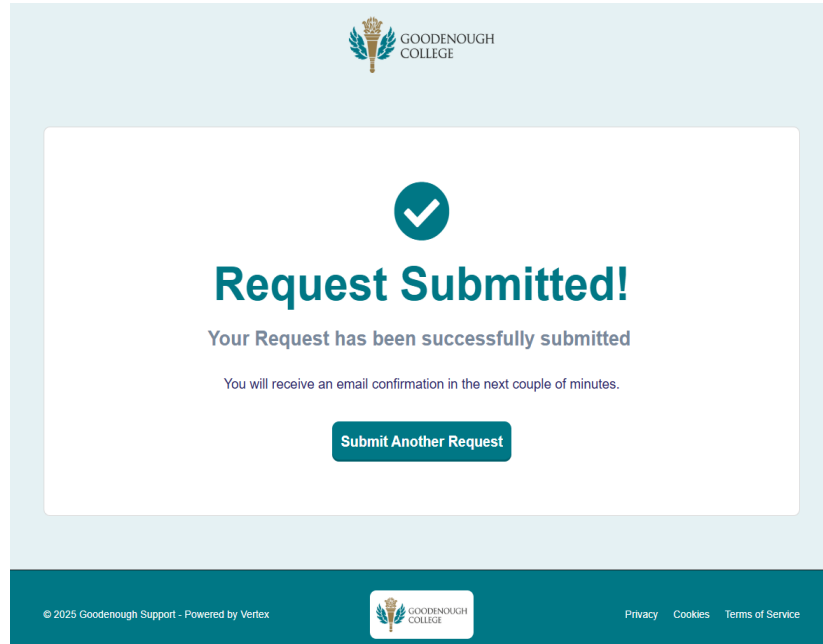 GOODENOUGH
COLLEGE
Request Submitted!
Your Request has been successfully submitted
You will receive an email confirmation in the next couple of minutes.
Submit Another Request
© 2025 Goodenough Support - Powered by Vertex
GOODENOUGH
COLLEGE
Privacy Cookies Terms of Service